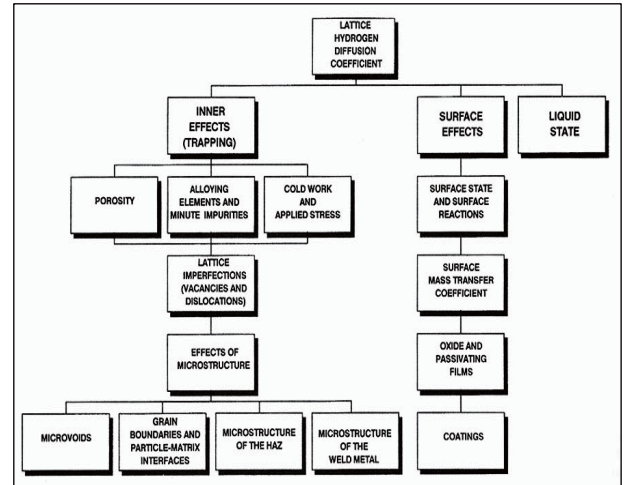 LATTICE
HYDROGEN
DIFFUSION
COEFFICIENT
INNER
EFFECTS
(TRAPPING)
SURFACE
EFFECTS
LIQUID
STATE
POROSITY
ALLOYING
ELEMENTS AND
MINUTE IMPURITIES
COLD WORK
AND
APPLIED STRESS
SURFACE STATE
AND SURFACE
REACTIONS
LATTICE
IMPERFECTIONS
(VACANCIES AND
DISLOCATIONS)
SURFACE
MASS TRANSFER
COEFFICIENT
EFFECTS OF
MICROSTRUCTURE
OXIDE AND
PASSIVATING
FILMS
MICROVOIDS
GRAIN
BOUNDARIES AND
PARTICLE-MATRIX
INTERFACES
MICROSTRUCTURE
OF THE HAZ
MICROSTRUCTURE
OF THE
WELD METAL
COATINGS